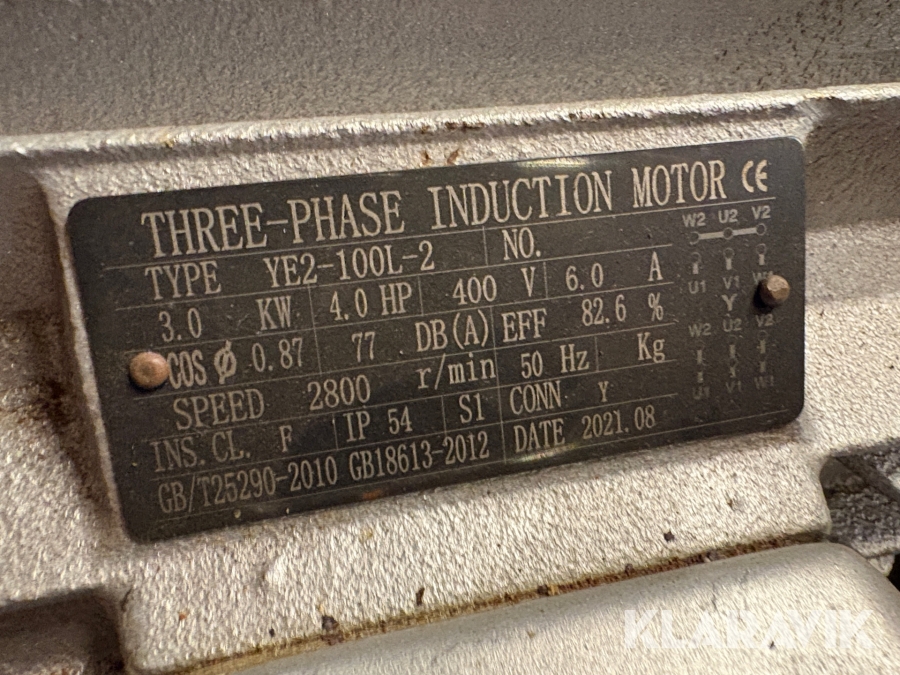 THREE-PHASE INDUCTION MOTOR CE
TYPE YE2-100L-2 NO.
3.0 KW 4.0 HP 400 V 6.0 A
COS φ 0.87 77 DB(A) EFF 82.6 %
SPEED 2800 r/min 50 Hz Kg
INS. CL. F IP 54 S1 CONN Y
GB/T25290-2010 GB18613-2012 DATE 2021.08
W2 U2 V2
U1 V1 W1
Y
W2 U2 V2
U1 V1 W1
KLARAVIK